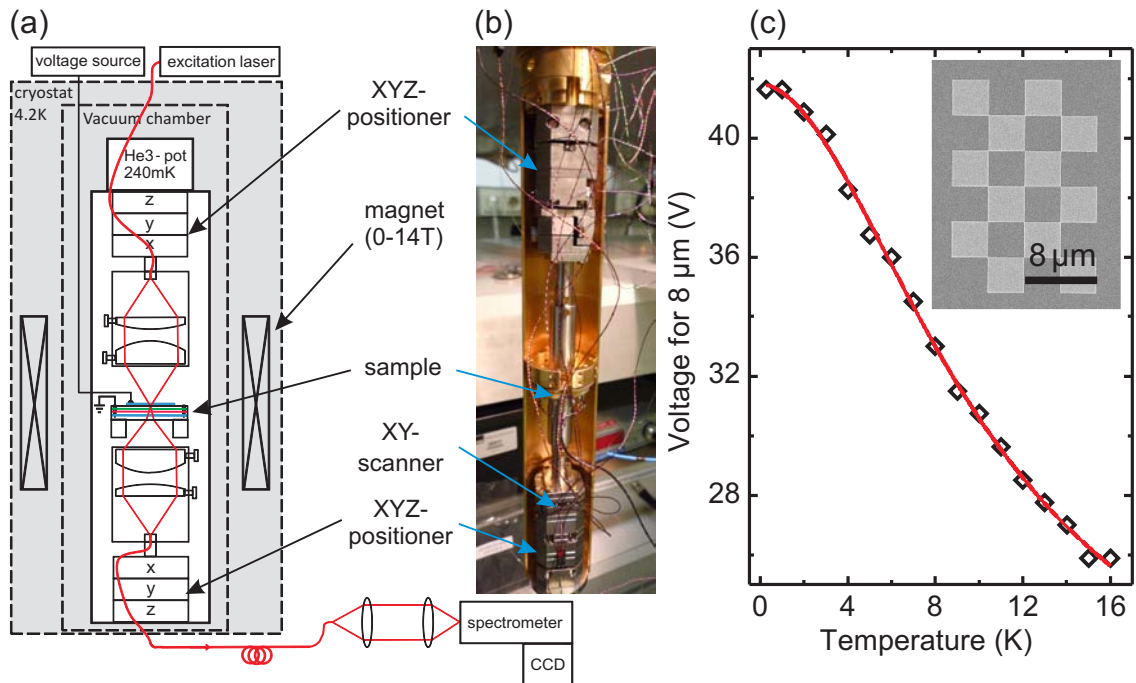 (a)
voltage source
excitation laser
cryostat
4.2K
Vacuum chamber
He3-pot
240mK
z
y
x
x
y
z
spectrometer
CCD
XYZ-
positioner
magnet
(0-14T)
sample
XY-
scanner
XYZ-
positioner
(b)
(c)
Voltage for 8 µm (V)
40
36
32
28
0
4
8
12
16
Temperature (K)
8 µm